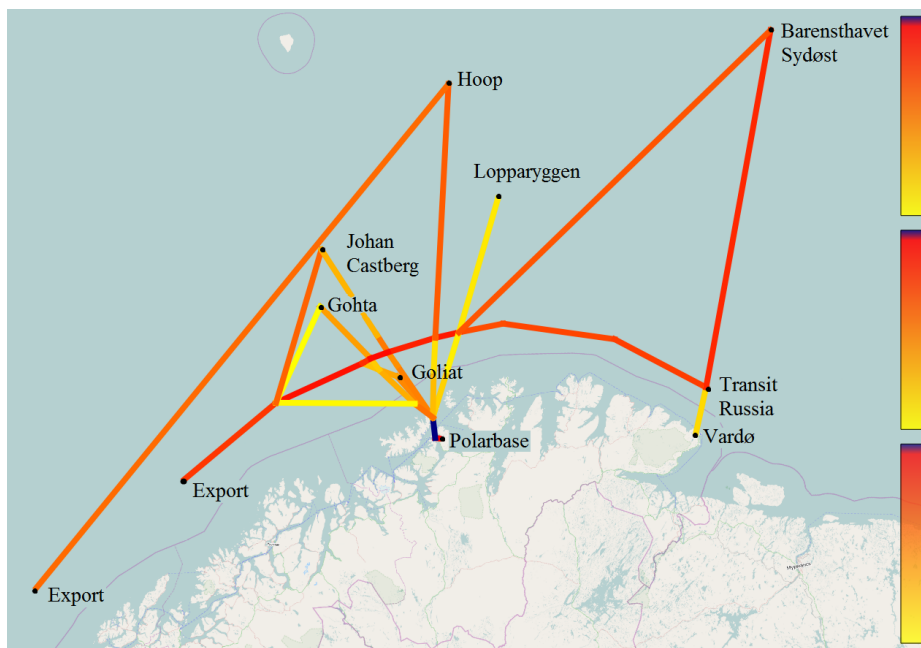 Barensthavet
Sydøst
Hoop
Lopparyggen
Johan
Castberg
Gohta
Goliat
Transit
Russia
Polarbase
Vardø
Export
Export